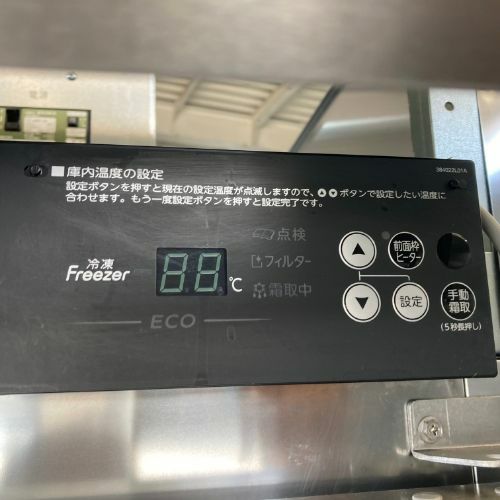 384022L01A
■庫内温度の設定
設定ボタンを押すと現在の設定温度が点滅しますので、▲▼ボタンで設定したい温度に
合わせます。もう一度設定ボタンを押すと設定完了です。
冷凍
Freezer
88℃
点検
フィルター
霜取中
ECO
▲
前面枠
ヒーター
▼
設定
手動
霜取
(5秒長押し)